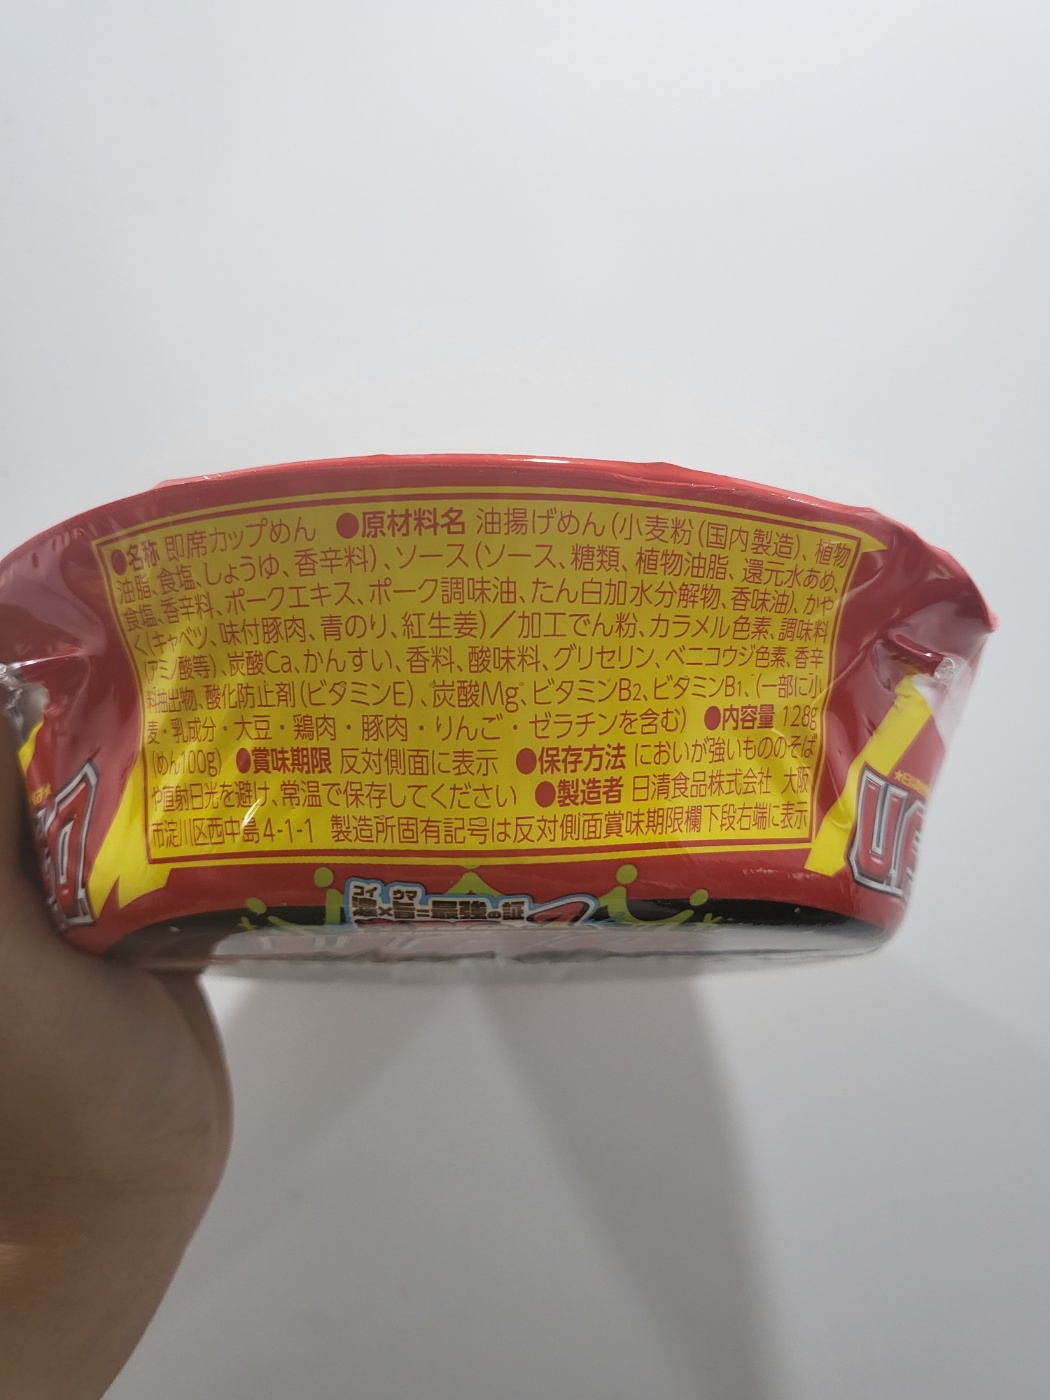 ●名称 即席カップめん ●原材料名 油揚げめん(小麦粉(国内製造)、植物
油脂、食塩、しょうゆ、香辛料)、ソース(ソース、糖類、植物油脂、還元水あめ、
食塩、香辛料、ポークエキス、ポーク調味油、たん白加水分解物、香味油)、かや
く(キャベツ、味付豚肉、青のり、紅生姜)/加工でん粉、カラメル色素、調味料
(アミノ酸等)、炭酸Ca、かんすい、香料、酸味料、グリセリン、ベニコウジ色素、香辛
料抽出物、酸化防止剤(ビタミンE)、炭酸Mg、ビタミンB2、ビタミンB1、(一部に小
麦・乳成分・大豆・鶏肉・豚肉・りんご・ゼラチンを含む) ●内容量 128g
(めん100g) ●賞味期限 反対側面に表示 ●保存方法 においが強いもののそば
や直射日光を避け、常温で保存してください ●製造者 日清食品株式会社 大阪
市淀川区西中島4-1-1 製造所固有記号は反対側面賞味期限欄下段右端に表示
コイ ウマ
濃×旨=最強の証